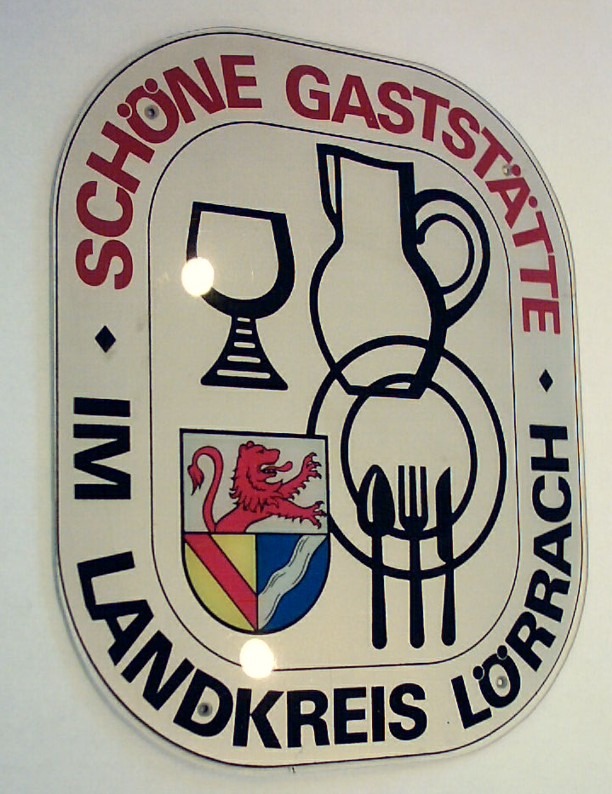 SCHÖNE GASTSTÄTTE
IM LANDKREIS LÖRRACH